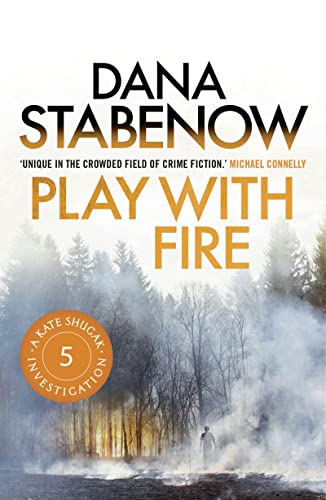 DANA
STABENOW
'UNIQUE IN THE CROWDED FIELD OF CRIME FICTION.' MICHAEL CONNELLY
PLAY WITH
FIRE
· A KATE SHUGAK ·
5
INVESTIGATION